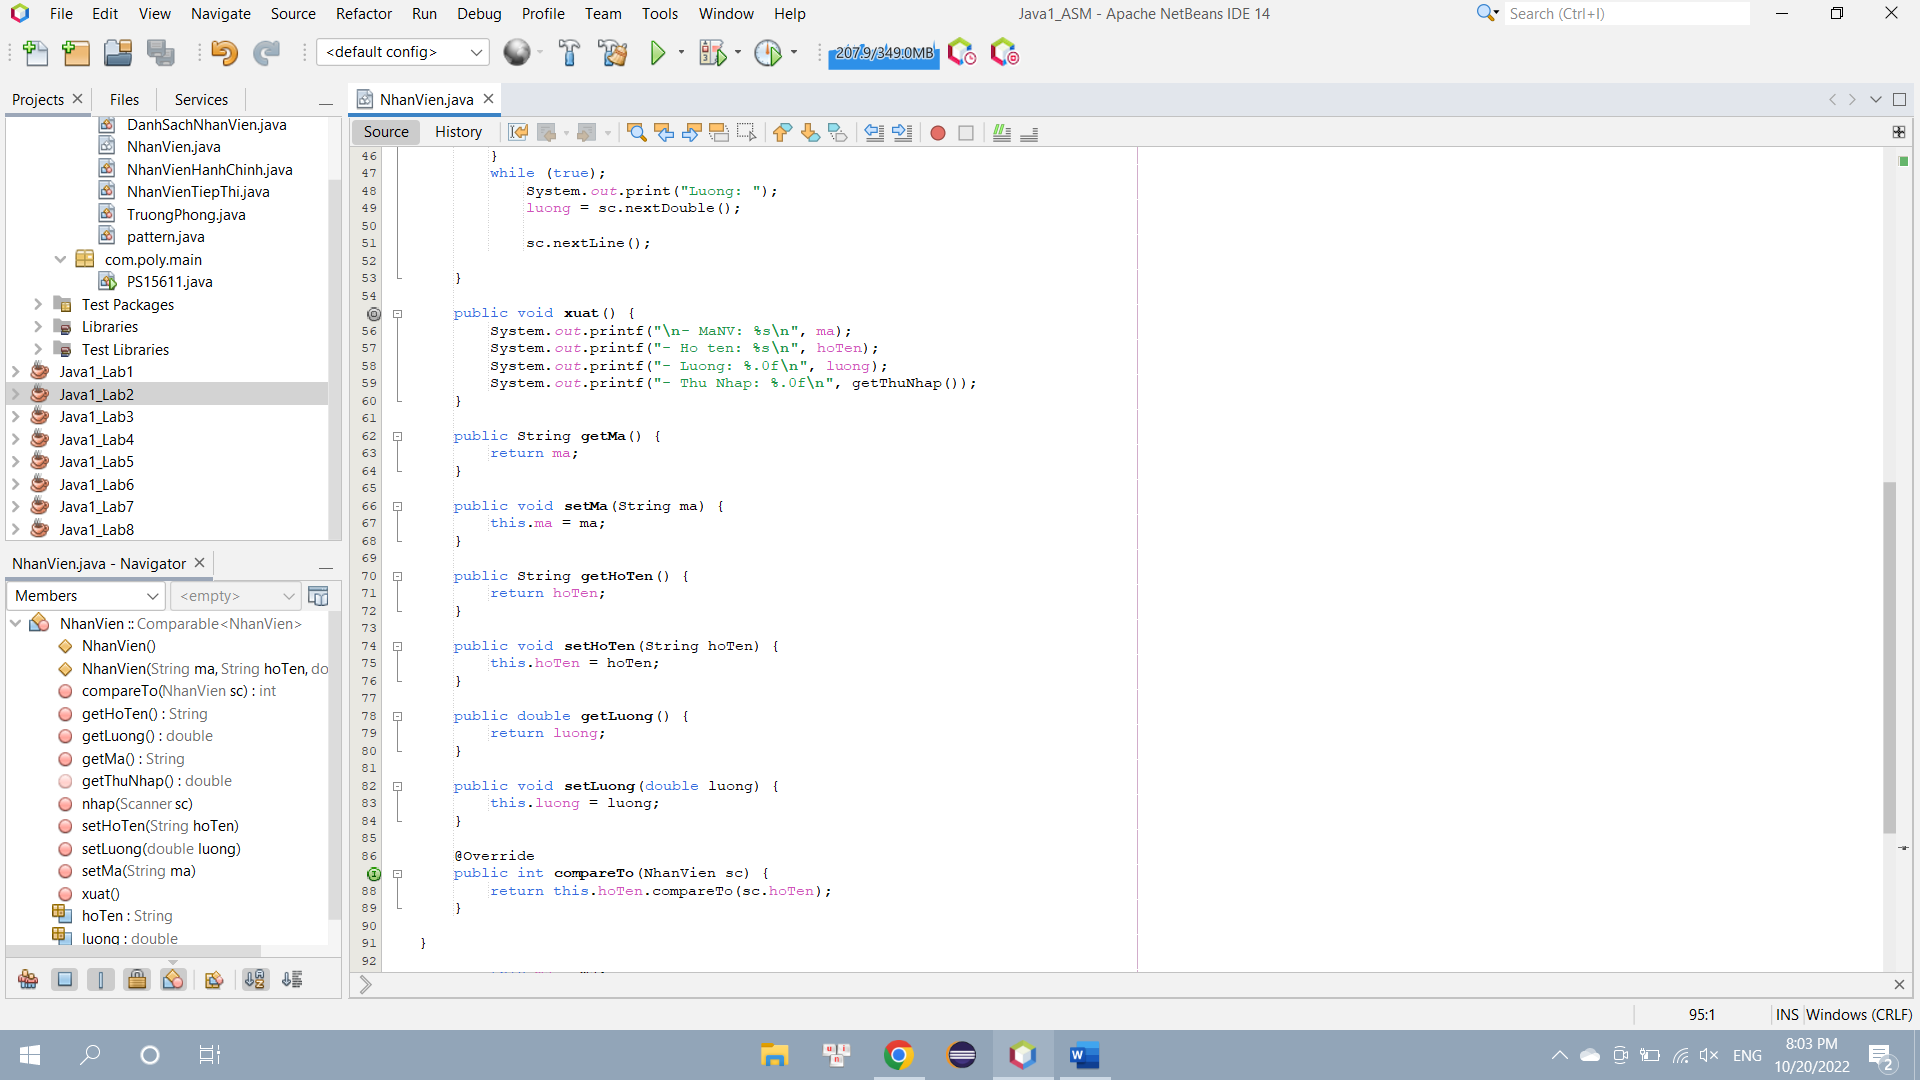 File Edit View Navigate Source Refactor Run Debug Profile Team Tools Window Help Java1_ASM - Apache NetBeans IDE 14 Search (Ctrl+I)
<default config> 207.9/349.0MB
Projects Files Services NhanVien.java
Source History
DanhSachNhanVien.java
NhanVien.java
NhanVienHanhChinh.java
NhanVienTiepThi.java
TruongPhong.java
pattern.java
com.poly.main
PS15611.java
Test Packages
Libraries
Test Libraries
Java1_Lab1
Java1_Lab2
Java1_Lab3
Java1_Lab4
Java1_Lab5
Java1_Lab6
Java1_Lab7
Java1_Lab8
NhanVien.java - Navigator
Members <empty>
NhanVien :: Comparable<NhanVien>
NhanVien()
NhanVien(String ma, String hoTen, do
compareTo(NhanVien sc) : int
getHoTen() : String
getLuong() : double
getMa() : String
getThuNhap() : double
nhap(Scanner sc)
setHoTen(String hoTen)
setLuong(double luong)
setMa(String ma)
xuat()
hoTen : String
luong : double
46 }
47 while (true);
48 System.out.print("Luong: ");
49 luong = sc.nextDouble();
50
51 sc.nextLine();
52
53 }
54
public void xuat() {
56 System.out.printf("\n- MaNV: %s\n", ma);
57 System.out.printf("- Ho ten: %s\n", hoTen);
58 System.out.printf("- Luong: %.0f\n", luong);
59 System.out.printf("- Thu Nhap: %.0f\n", getThuNhap());
60 }
61
62 public String getMa() {
63 return ma;
64 }
65
66 public void setMa(String ma) {
67 this.ma = ma;
68 }
69
70 public String getHoTen() {
71 return hoTen;
72 }
73
74 public void setHoTen(String hoTen) {
75 this.hoTen = hoTen;
76 }
77
78 public double getLuong() {
79 return luong;
80 }
81
82 public void setLuong(double luong) {
83 this.luong = luong;
84 }
85
86 @Override
public int compareTo(NhanVien sc) {
88 return this.hoTen.compareTo(sc.hoTen);
89 }
90
91 }
92
95:1 INS Windows (CRLF)
ENG 8:03 PM
10/20/2022 2